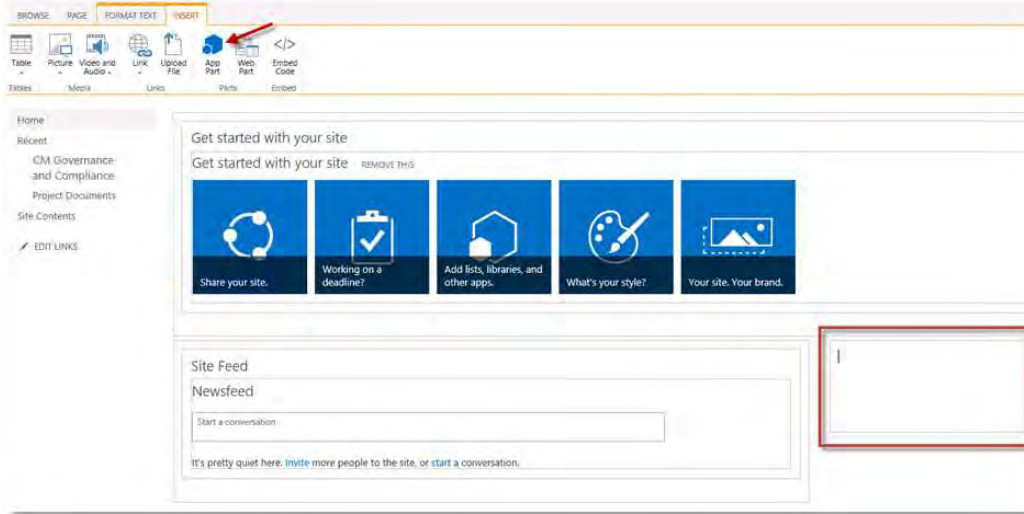 BROWSE PAGE FORMAT TEXT INSERT
Table Picture Video and Audio Link Upload File App Part Web Part Embed Code
Tables Media Links Parts Embed
Home
Recent
CM Governance
and Compliance
Project Documents
Site Contents
EDIT LINKS
Get started with your site
Get started with your site REMOVE THIS
Share your site.
Working on a
deadline?
Add lists, libraries, and
other apps.
What's your style?
Your site. Your brand.
Site Feed
Newsfeed
Start a conversation
It's pretty quiet here. Invite more people to the site, or start a conversation.